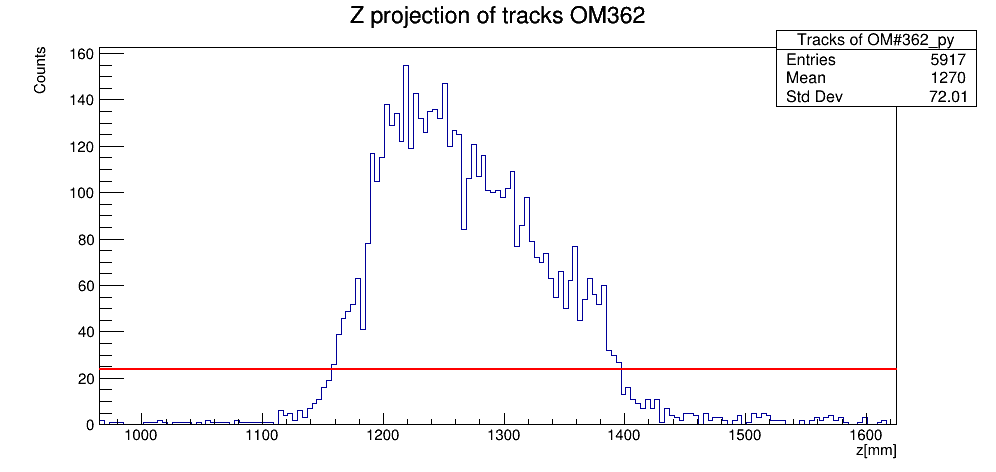 Z projection of tracks OM362
Counts
Tracks of OM#362_py
Entries 5917
Mean 1270
Std Dev 72.01
160
140
120
100
80
60
40
20
0
1000 1100 1200 1300 1400 1500 1600
z[mm]